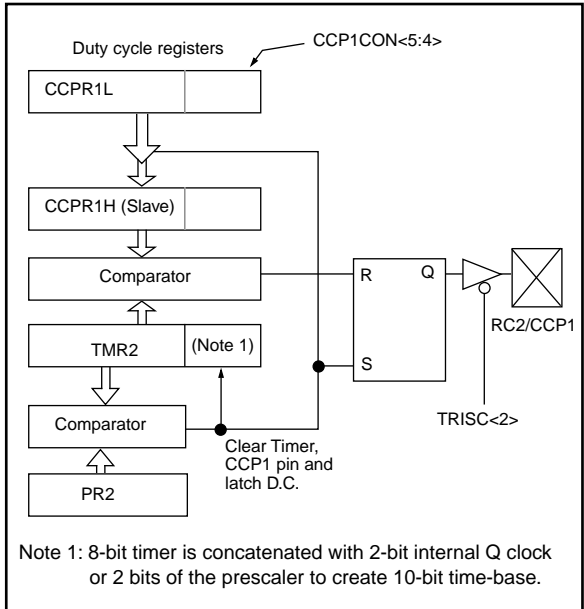 Duty cycle registers
CCP1CON<5:4>
CCPR1L
CCPR1H (Slave)
Comparator
R
Q
RC2/CCP1
TMR2
(Note 1)
S
TRISC<2>
Comparator
Clear Timer,
CCP1 pin and
latch D.C.
PR2
Note 1: 8-bit timer is concatenated with 2-bit internal Q clock
or 2 bits of the prescaler to create 10-bit time-base.